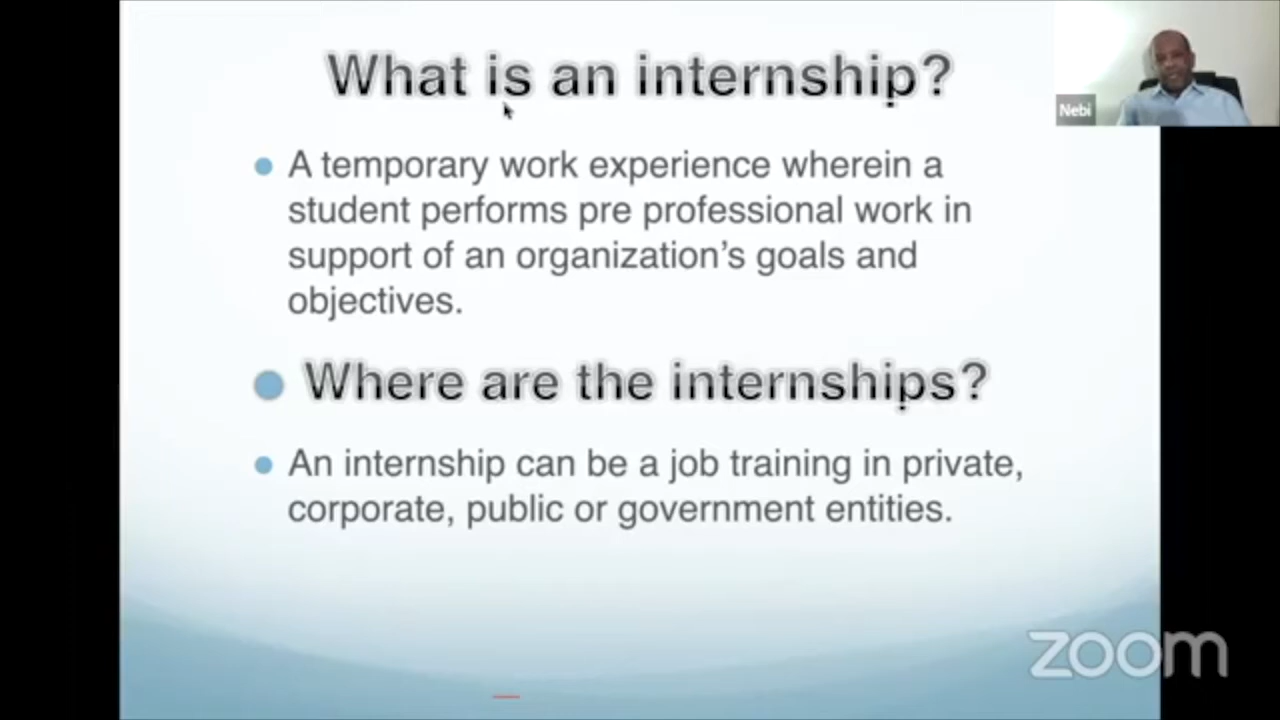 What is an internship?
Nebi
A temporary work experience wherein a
student performs pre professional work in
support of an organization's goals and
objectives.
Where are the internships?
An internship can be a job training in private,
corporate, public or government entities.
zoom